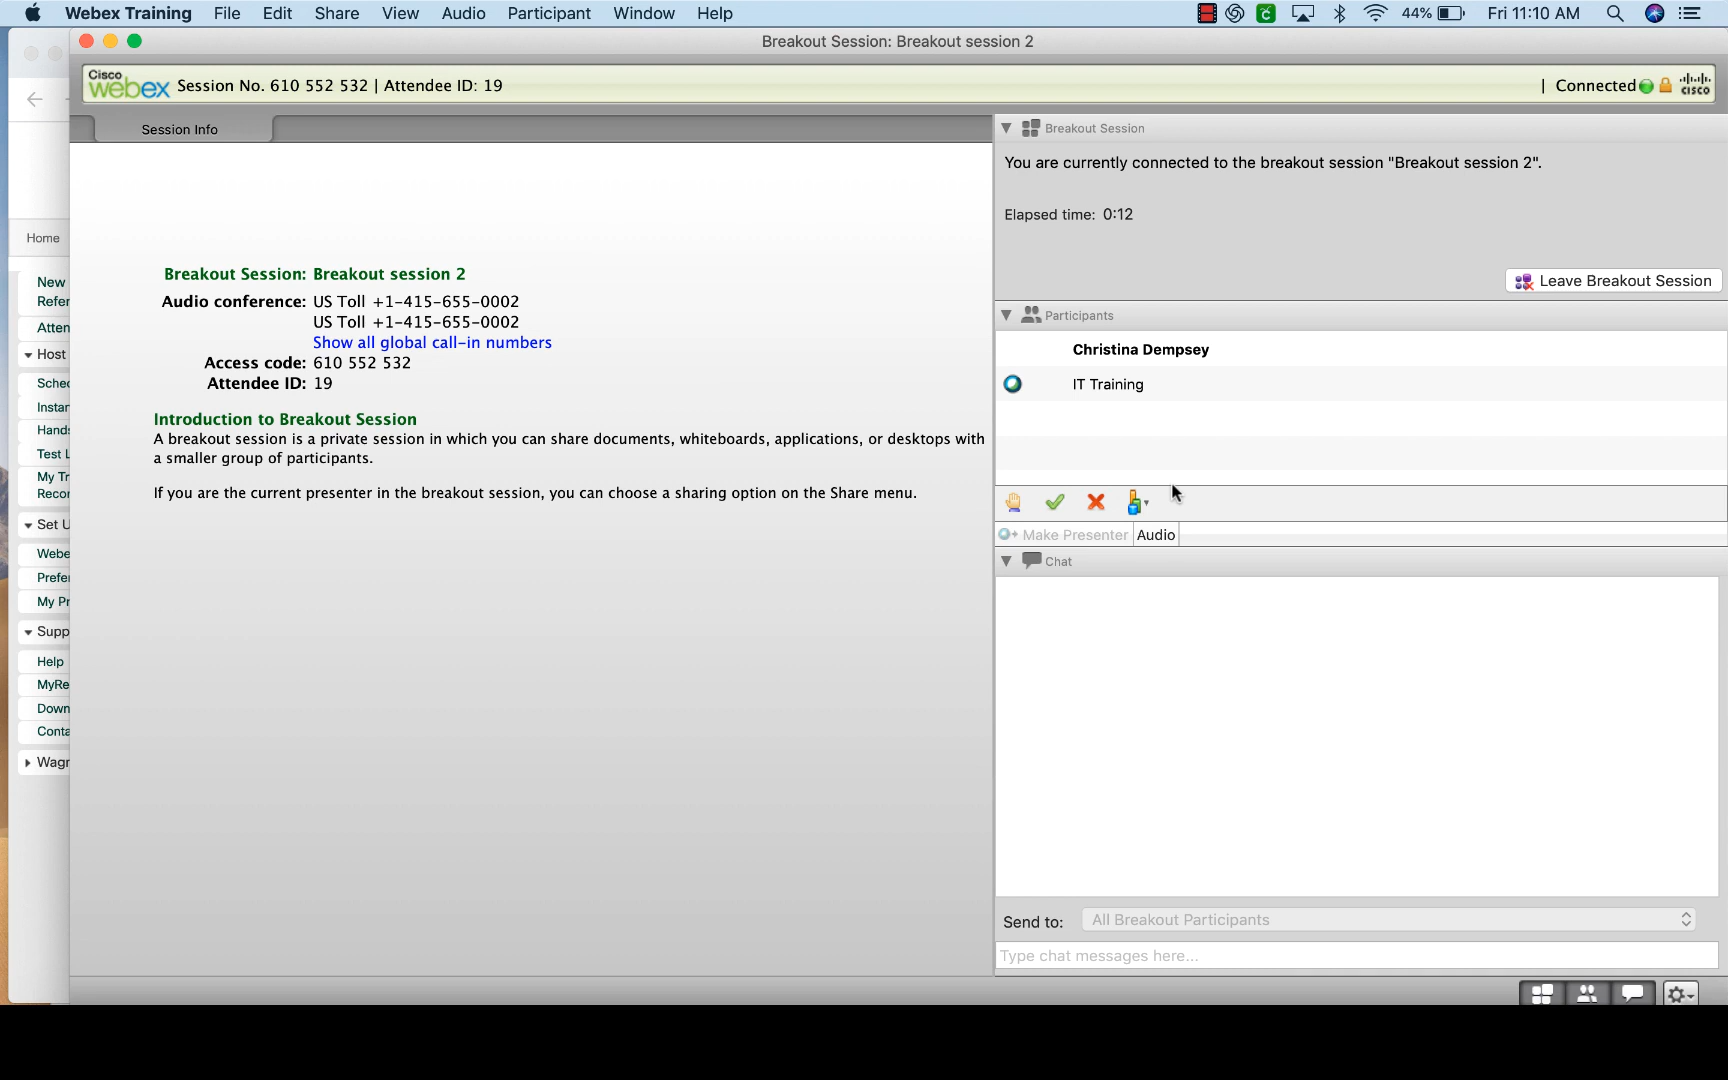 Webex Training File Edit Share View Audio Participant Window Help 44% Fri 11:10 AM
Breakout Session: Breakout session 2
Cisco webex Session No. 610 552 532 | Attendee ID: 19 | Connected cisco
Session Info
Breakout Session: Breakout session 2
Audio conference: US Toll +1-415-655-0002
US Toll +1-415-655-0002
Show all global call-in numbers
Access code: 610 552 532
Attendee ID: 19
Introduction to Breakout Session
A breakout session is a private session in which you can share documents, whiteboards, applications, or desktops with
a smaller group of participants.
If you are the current presenter in the breakout session, you can choose a sharing option on the Share menu.
Breakout Session
You are currently connected to the breakout session "Breakout session 2".
Elapsed time: 0:12
Leave Breakout Session
Participants
Christina Dempsey
IT Training
Make Presenter Audio
Chat
Send to: All Breakout Participants
Type chat messages here...
Home
New
Refer
Atten
Host
Sched
Instar
Hands
Test L
My Tr
Recor
Set U
Webe
Prefer
My Pr
Supp
Help
MyRe
Down
Conta
Wagr